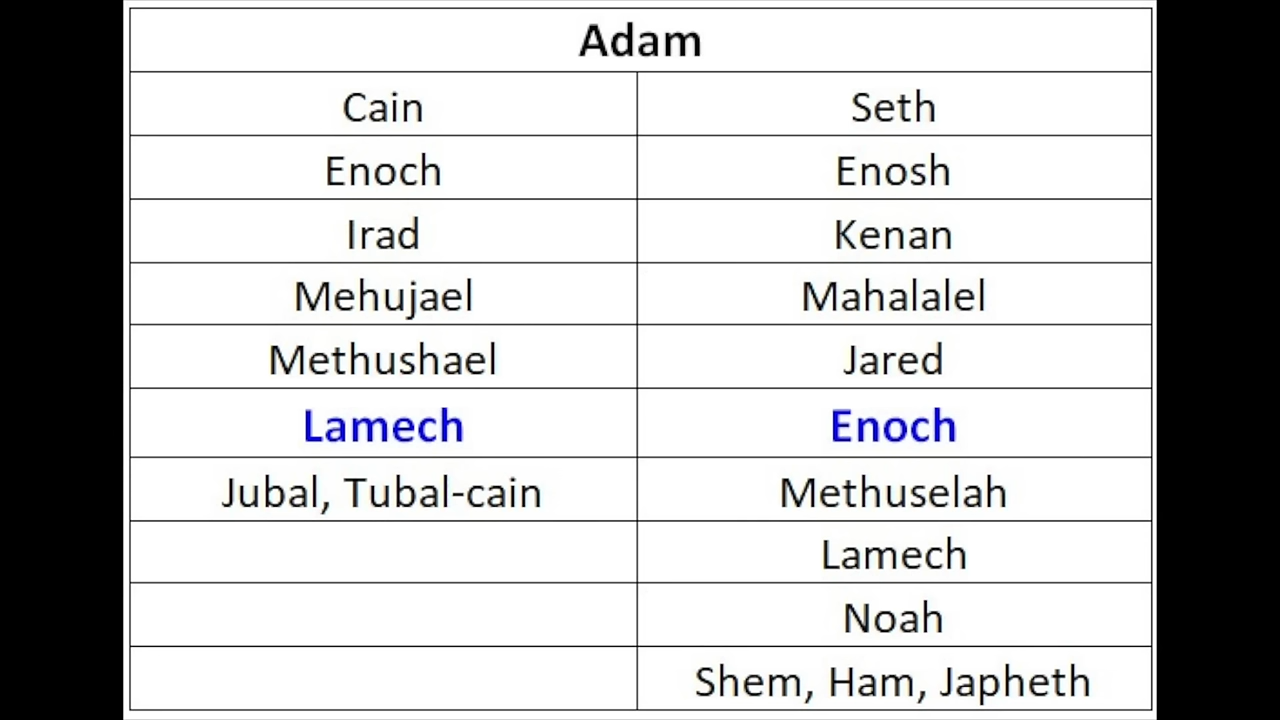 Adam
Cain Seth
Enoch Enosh
Irad Kenan
Mehujael Mahalalel
Methushael Jared
Lamech Enoch
Jubal, Tubal-cain Methuselah
Lamech
Noah
Shem, Ham, Japheth